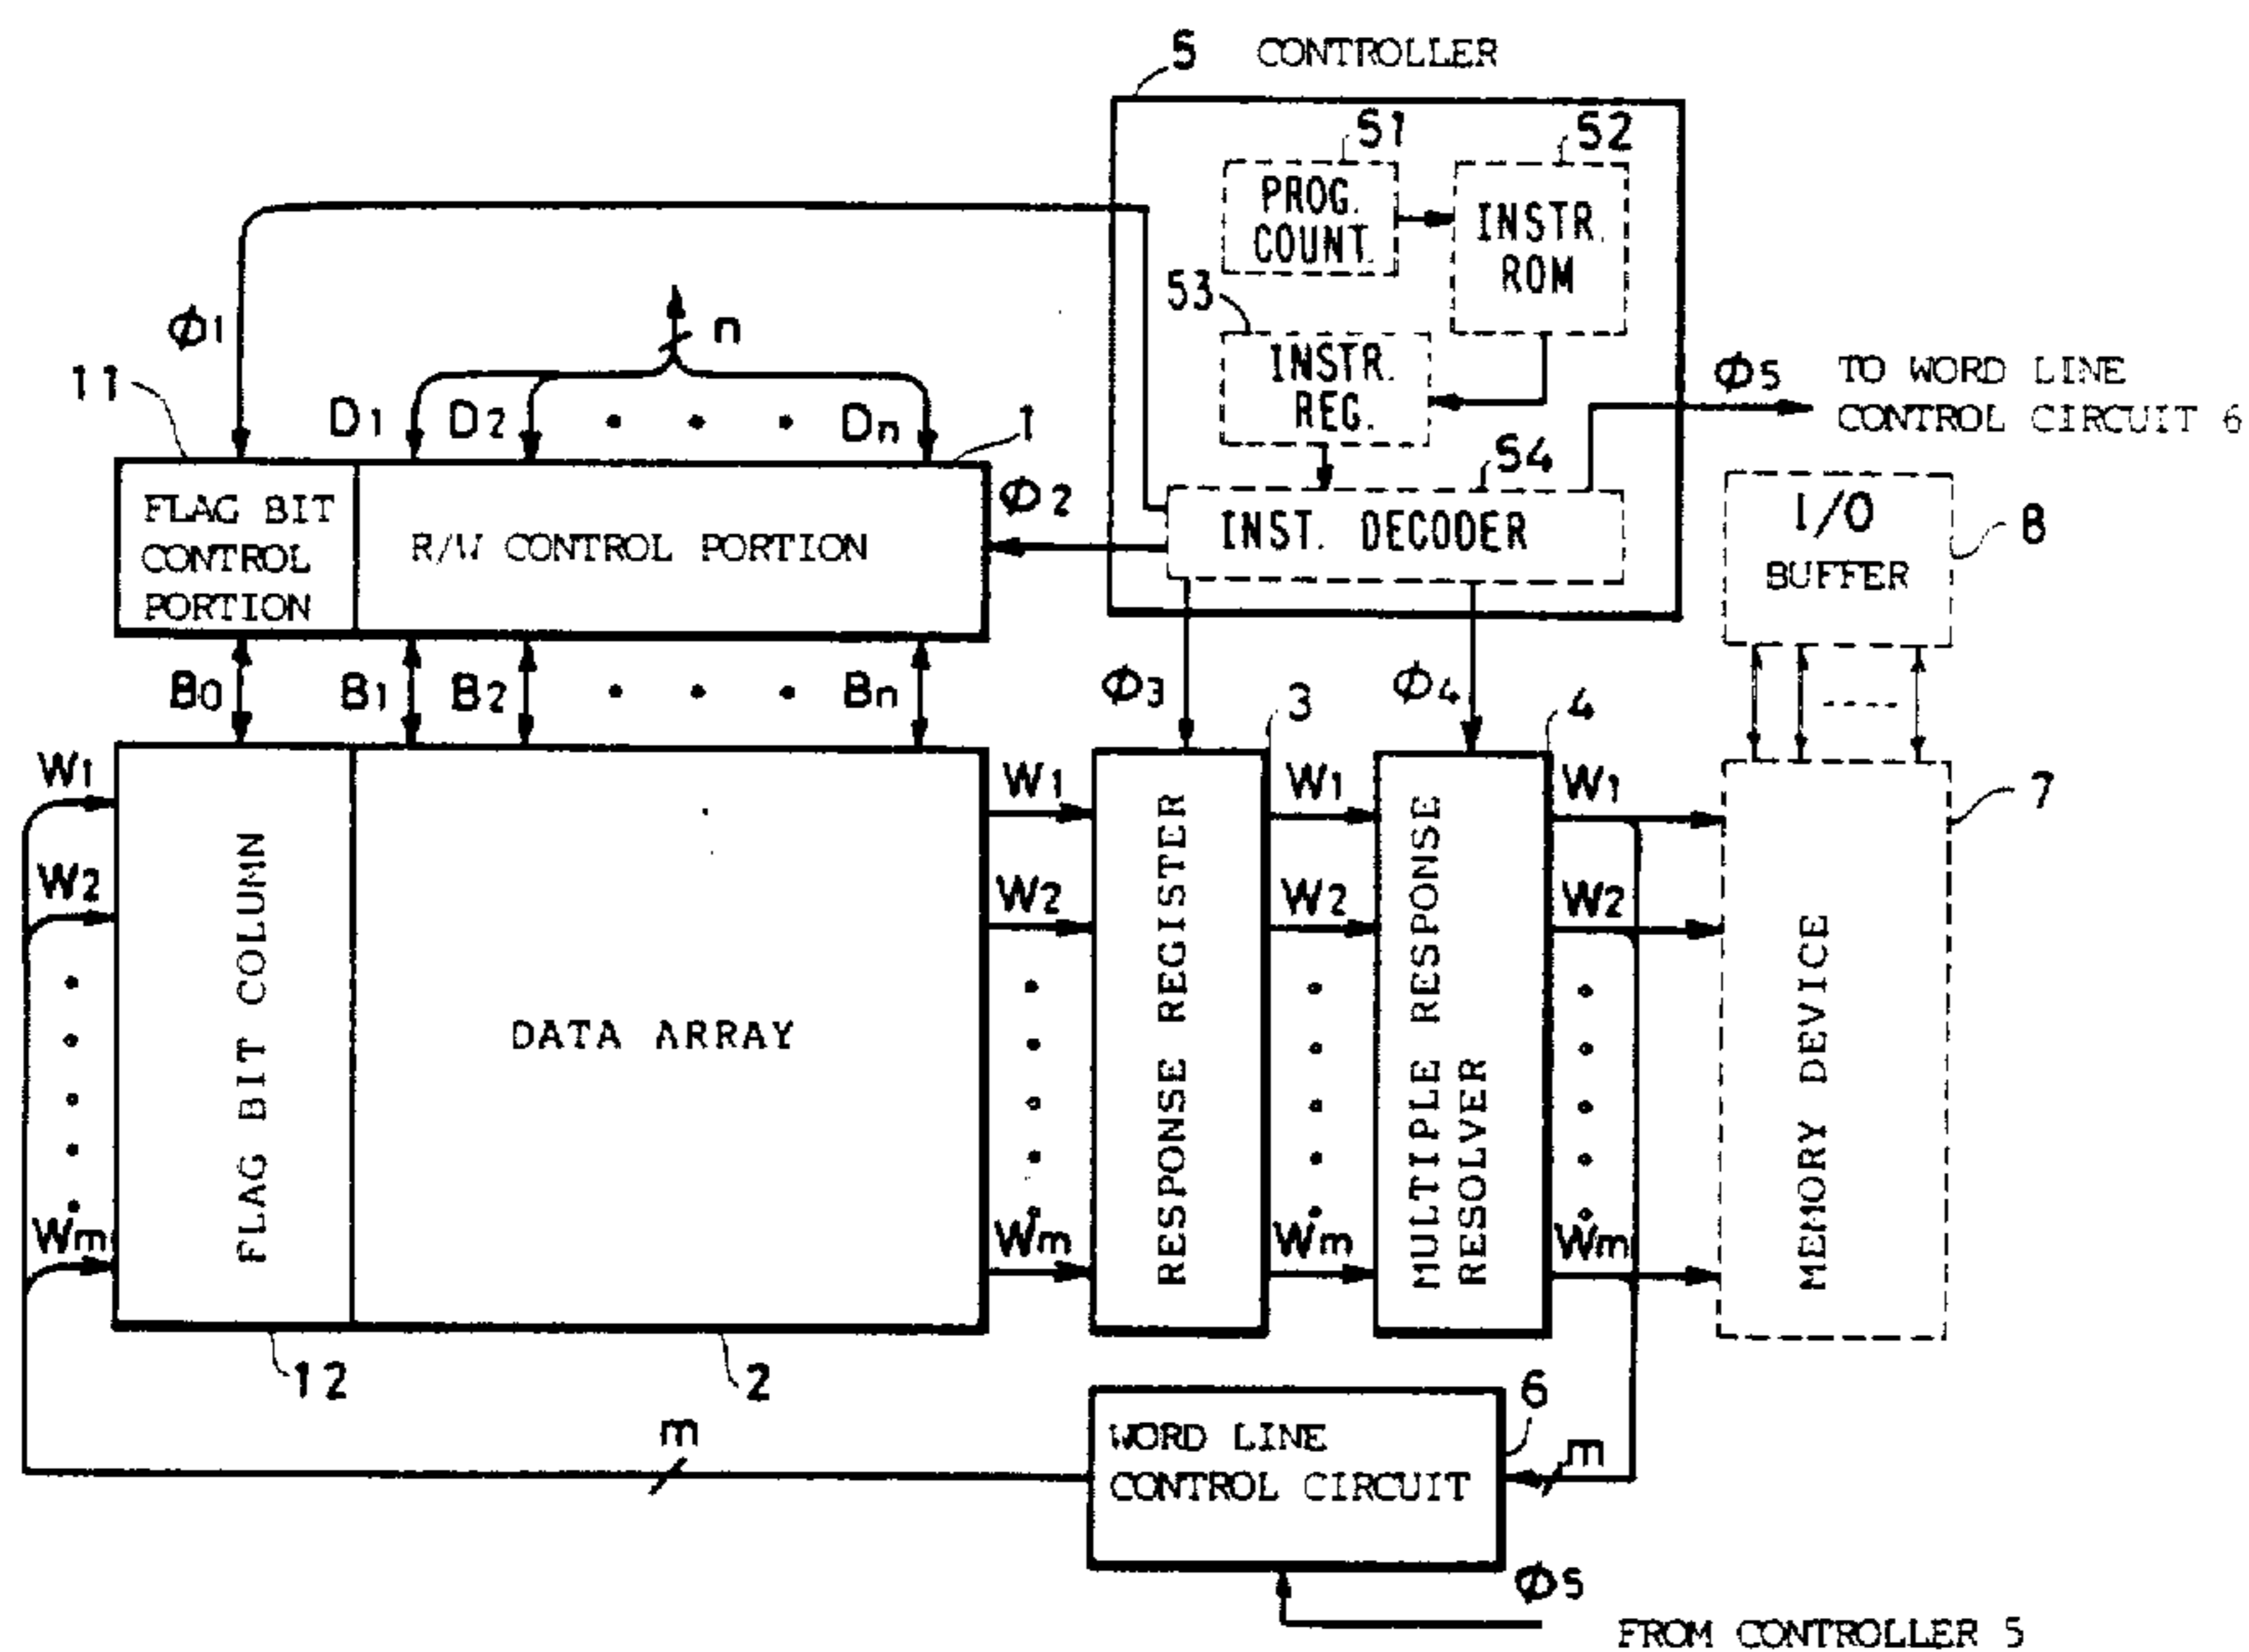 5 CONTROLLER
51
52
PROG.
COUNT.
INSTR.
ROM
53
INSTR.
REG.
54
INST. DECODER
Φ5 TO WORD LINE
CONTROL CIRCUIT 6
Φ1
n
11
D1 D2 Dn
1
FLAG BIT
CONTROL
PORTION
R/W CONTROL PORTION
Φ2
I/O
BUFFER
8
B0 B1 B2 Bn
Φ3
Φ4
3
4
7
W1
W2
Wm
FLAG BIT COLUMN
DATA ARRAY
W1
W2
Wm
RESPONSE REGISTER
W1
W2
Wm
MULTIPLE RESPONSE
RESOLVER
W1
W2
Wm
MEMORY DEVICE
12
2
m
WORD LINE
CONTROL CIRCUIT
6
m
Φ5
FROM CONTROLLER 5